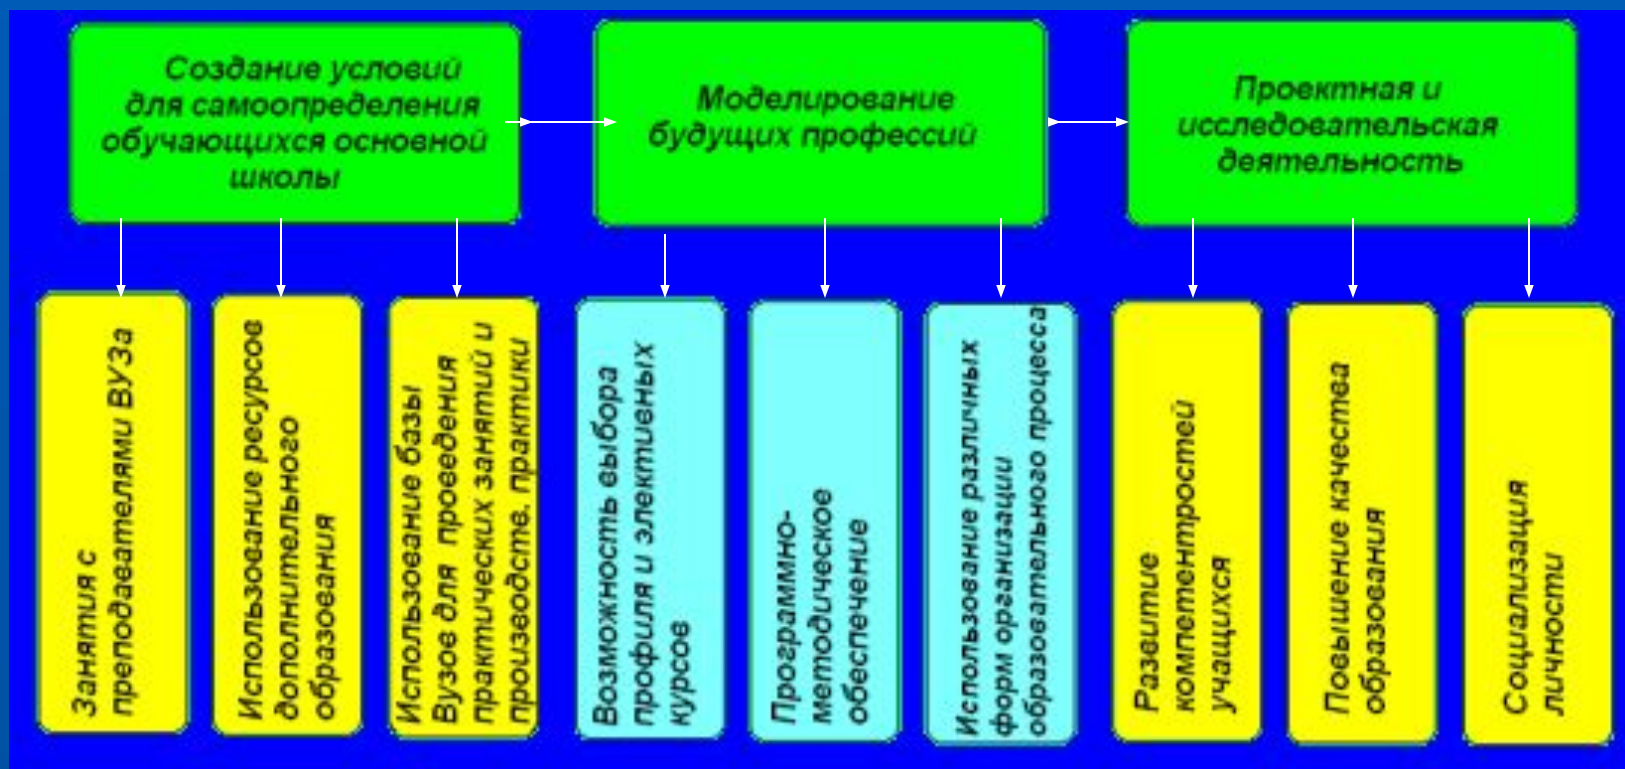 Создание условий
для самоопределения
обучающихся основной
школы
Моделирование
будущих профессий
Проектная и
исследовательская
деятельность
Занятия с
преподавателями ВУЗа
Использование ресурсов
дополнительного
образования
Использование базы
Вузов для проведения
практических занятий и
производств. практики
Возможность выбора
профиля и элективных
курсов
Программно-
методическое
обеспечение
Использование различных
форм организации
образовательного процесса
Развитие
компетентростей
учащихся
Повышение качества
образования
Социализация
личности